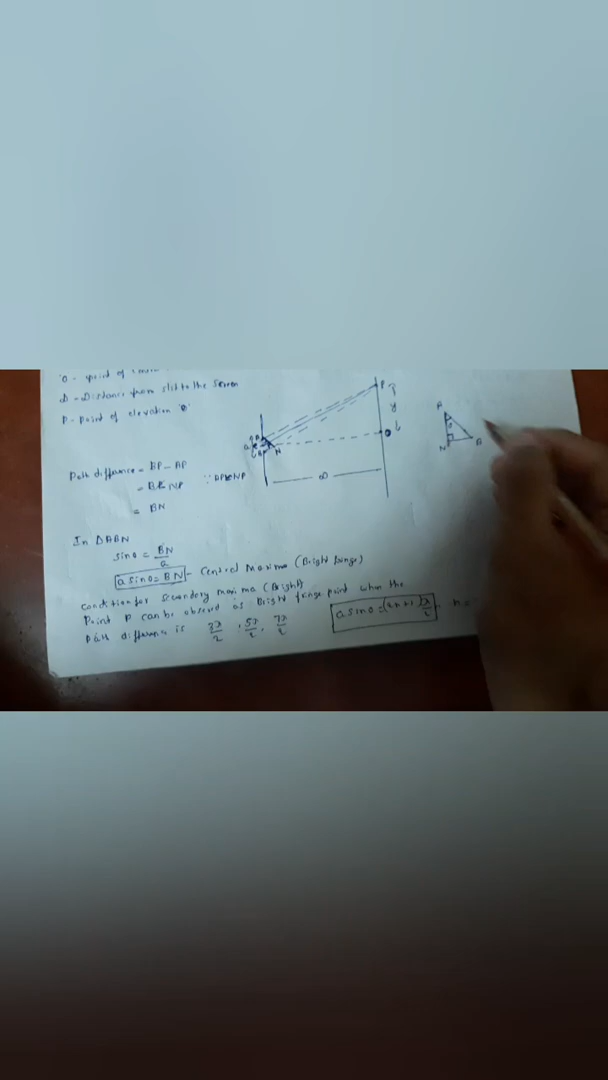 D - Distance from slit to the screen
P - Point of elevation 'θ'
P
y
a
N
O
D
A
θ
N
B
Path difference = BP - AP
= NP
= BN
In ΔABN
sinθ = BN/a
a sinθ = BN - Central maxima (Bright fringe)
condition for secondary maxima (Bright)
Point P can be observed as Bright fringe point when the
path difference is 3λ/2, 5λ/2, 7λ/2
a sinθ = (2n+1)λ/2 - n =